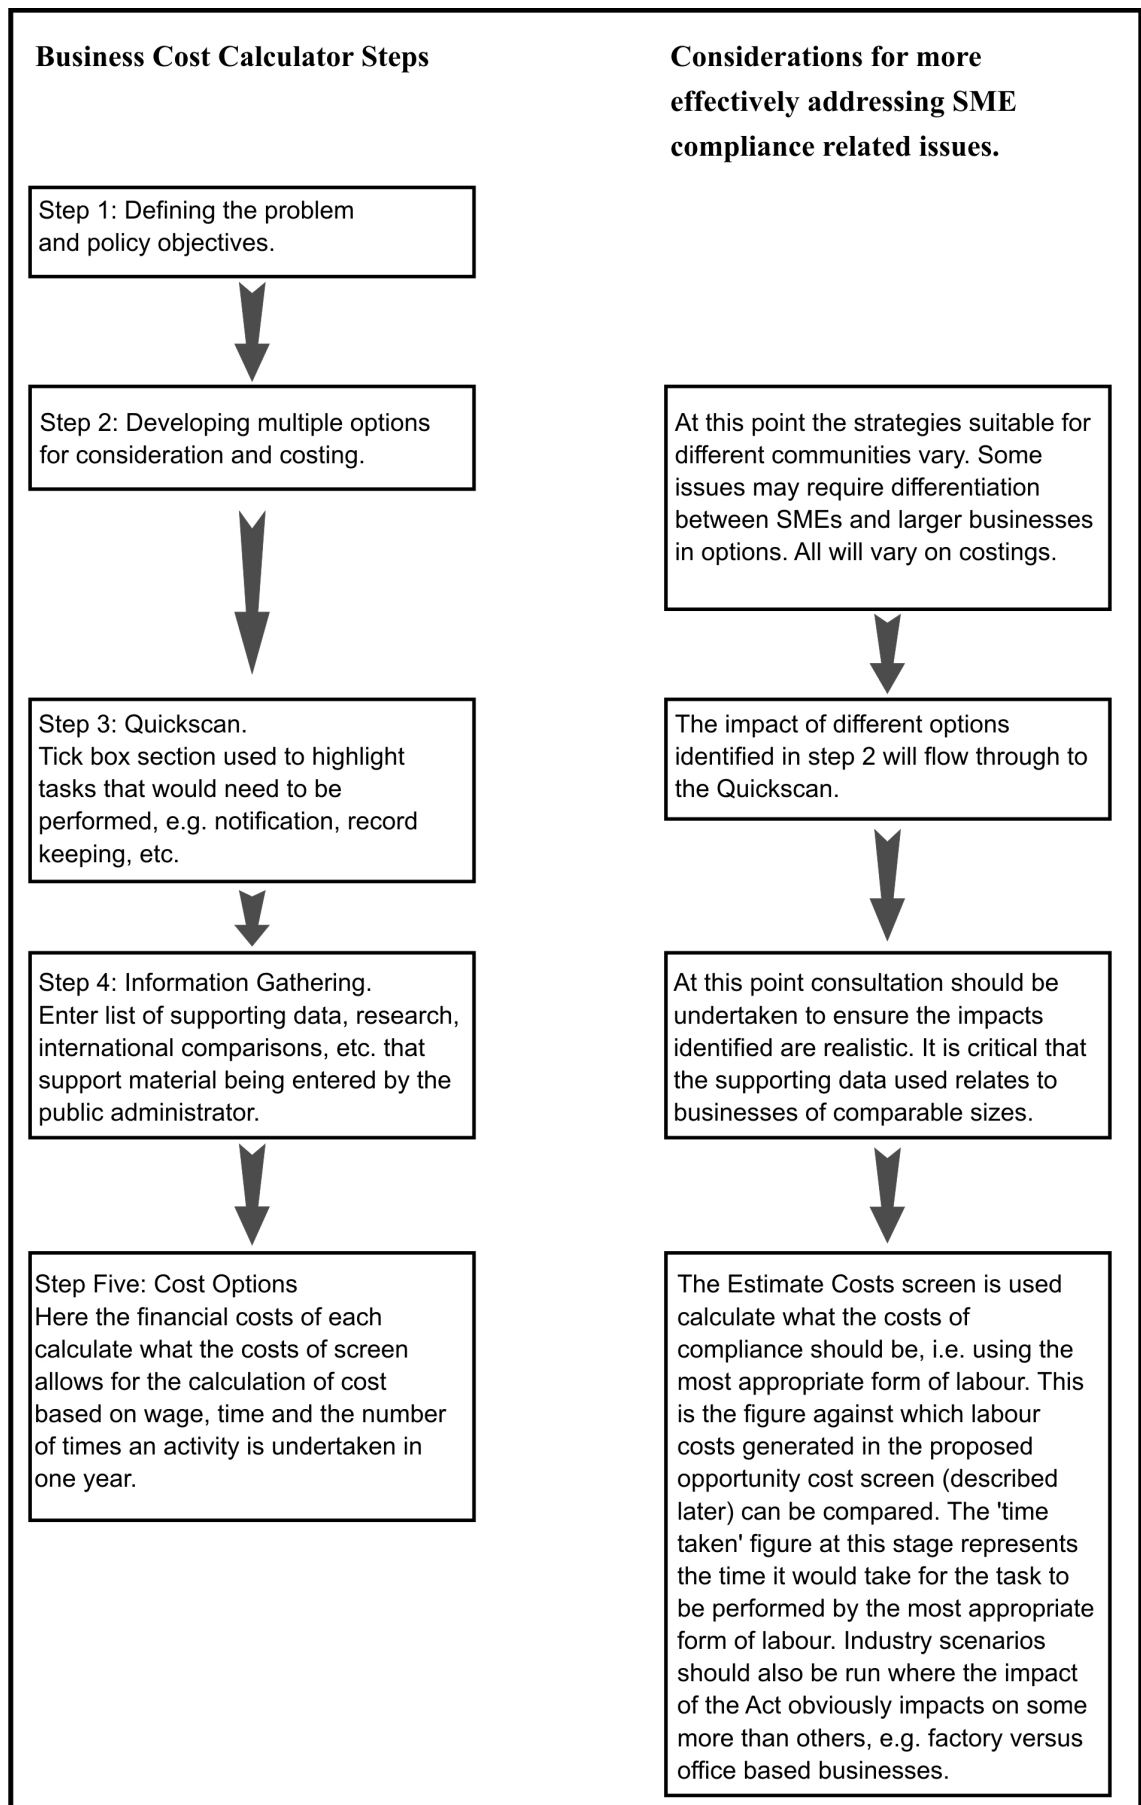 Business Cost Calculator Steps
Considerations for more
effectively addressing SME
compliance related issues.
Step 1: Defining the problem
and policy objectives.
Step 2: Developing multiple options
for consideration and costing.
At this point the strategies suitable for
different communities vary. Some
issues may require differentiation
between SMEs and larger businesses
in options. All will vary on costings.
Step 3: Quickscan.
Tick box section used to highlight
tasks that would need to be
performed, e.g. notification, record
keeping, etc.
The impact of different options
identified in step 2 will flow through to
the Quickscan.
Step 4: Information Gathering.
Enter list of supporting data, research,
international comparisons, etc. that
support material being entered by the
public administrator.
At this point consultation should be
undertaken to ensure the impacts
identified are realistic. It is critical that
the supporting data used relates to
businesses of comparable sizes.
Step Five: Cost Options
Here the financial costs of each
calculate what the costs of screen
allows for the calculation of cost
based on wage, time and the number
of times an activity is undertaken in
one year.
The Estimate Costs screen is used
calculate what the costs of
compliance should be, i.e. using the
most appropriate form of labour. This
is the figure against which labour
costs generated in the proposed
opportunity cost screen (described
later) can be compared. The 'time
taken' figure at this stage represents
the time it would take for the task to
be performed by the most appropriate
form of labour. Industry scenarios
should also be run where the impact
of the Act obviously impacts on some
more than others, e.g. factory versus
office based businesses.